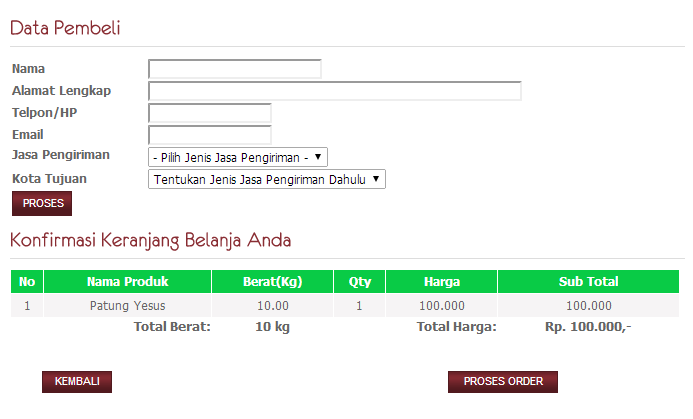 Data Pembeli
Nama
Alamat Lengkap
Telpon/HP
Email
Jasa Pengiriman - Pilih Jenis Jasa Pengiriman -
Kota Tujuan Tentukan Jenis Jasa Pengiriman Dahulu
PROSES
Konfirmasi Keranjang Belanja Anda
No Nama Produk Berat(Kg) Qty Harga Sub Total
1 Patung Yesus 10.00 1 100.000 100.000
Total Berat: 10 kg Total Harga: Rp. 100.000,-
KEMBALI PROSES ORDER